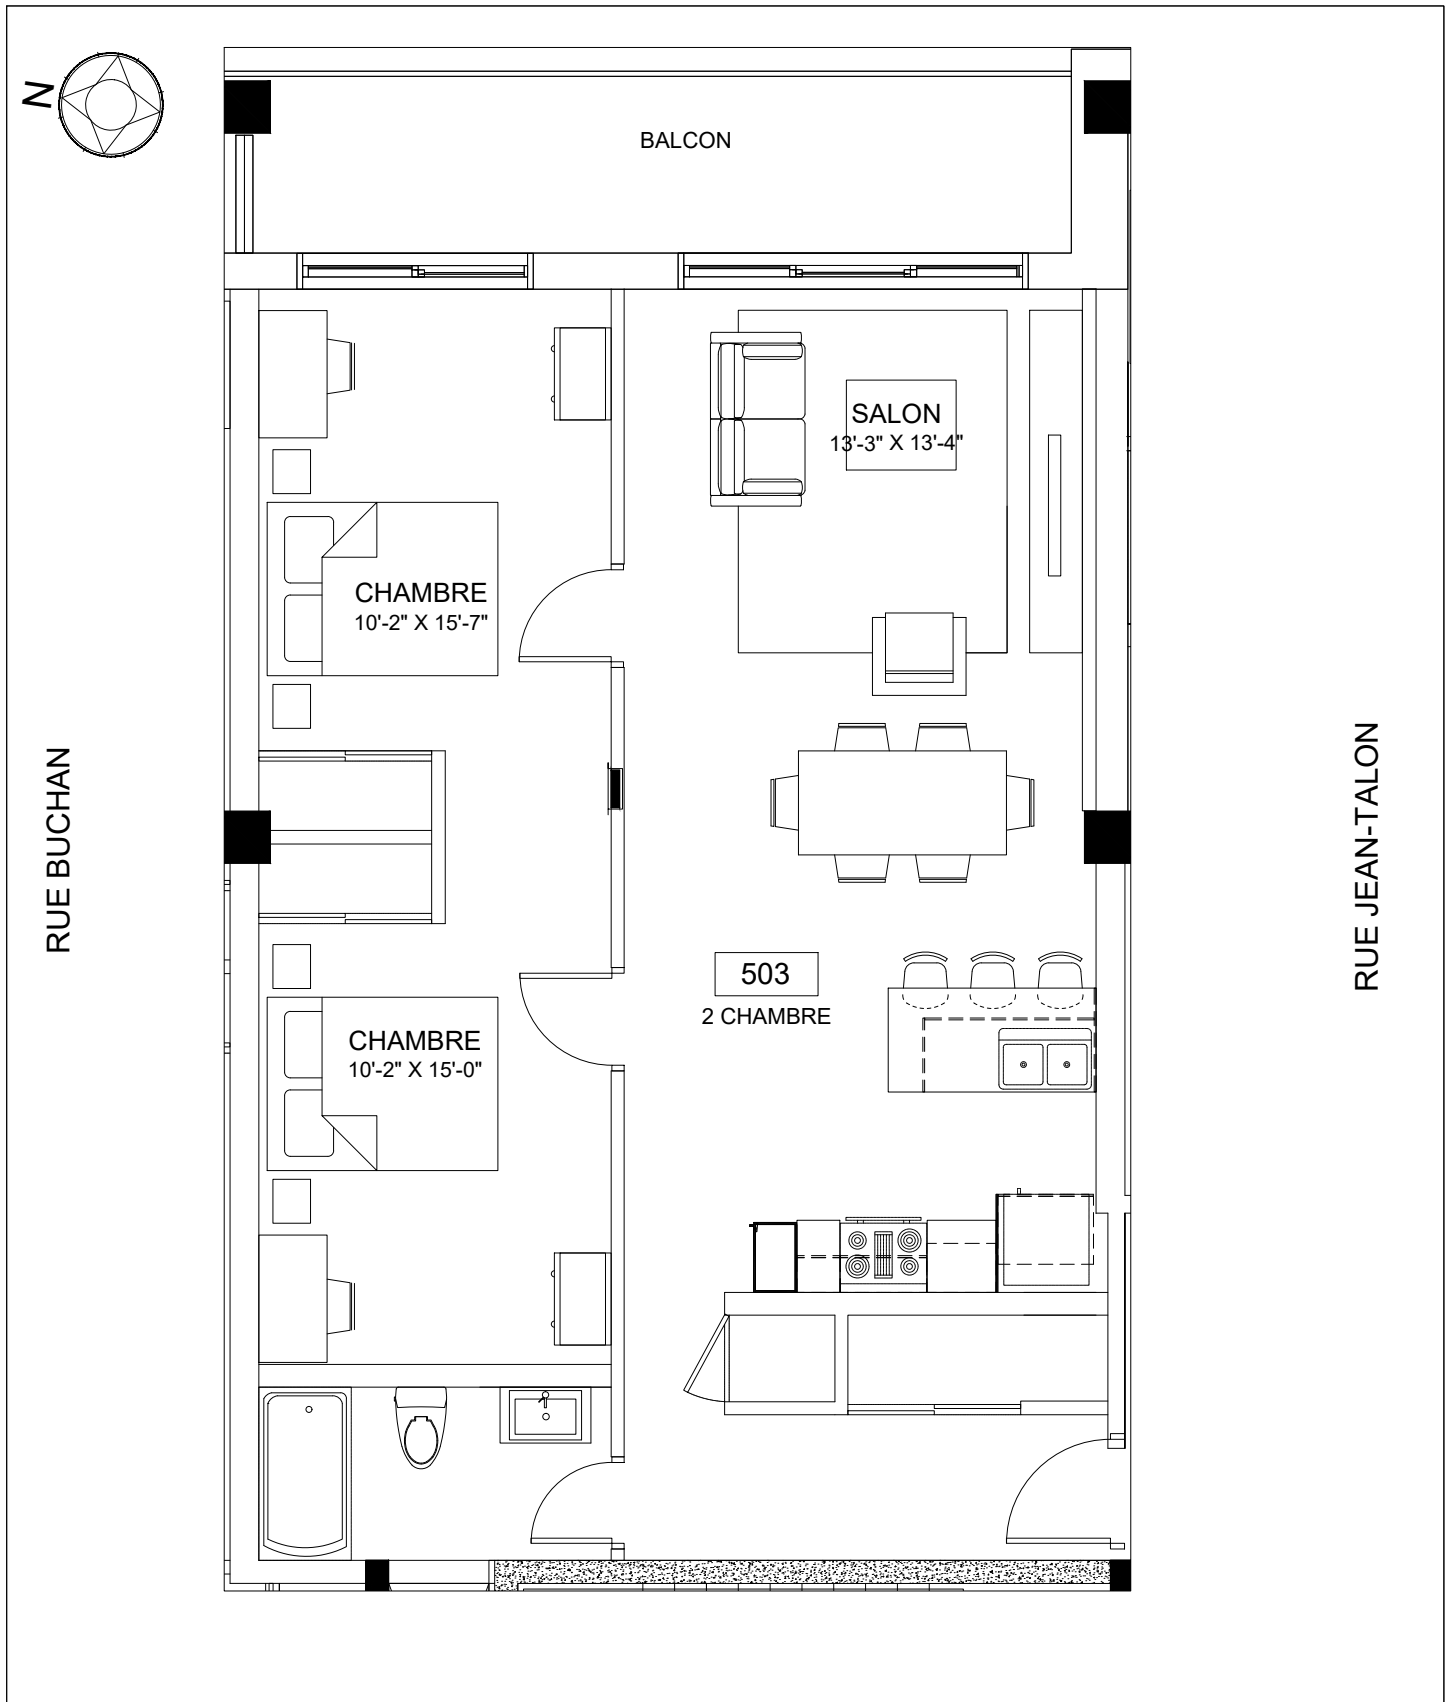 N
BALCON
SALON
13'-3" X 13'-4"
CHAMBRE
10'-2" X 15'-7"
RUE BUCHAN
RUE JEAN-TALON
503
2 CHAMBRE
CHAMBRE
10'-2" X 15'-0"